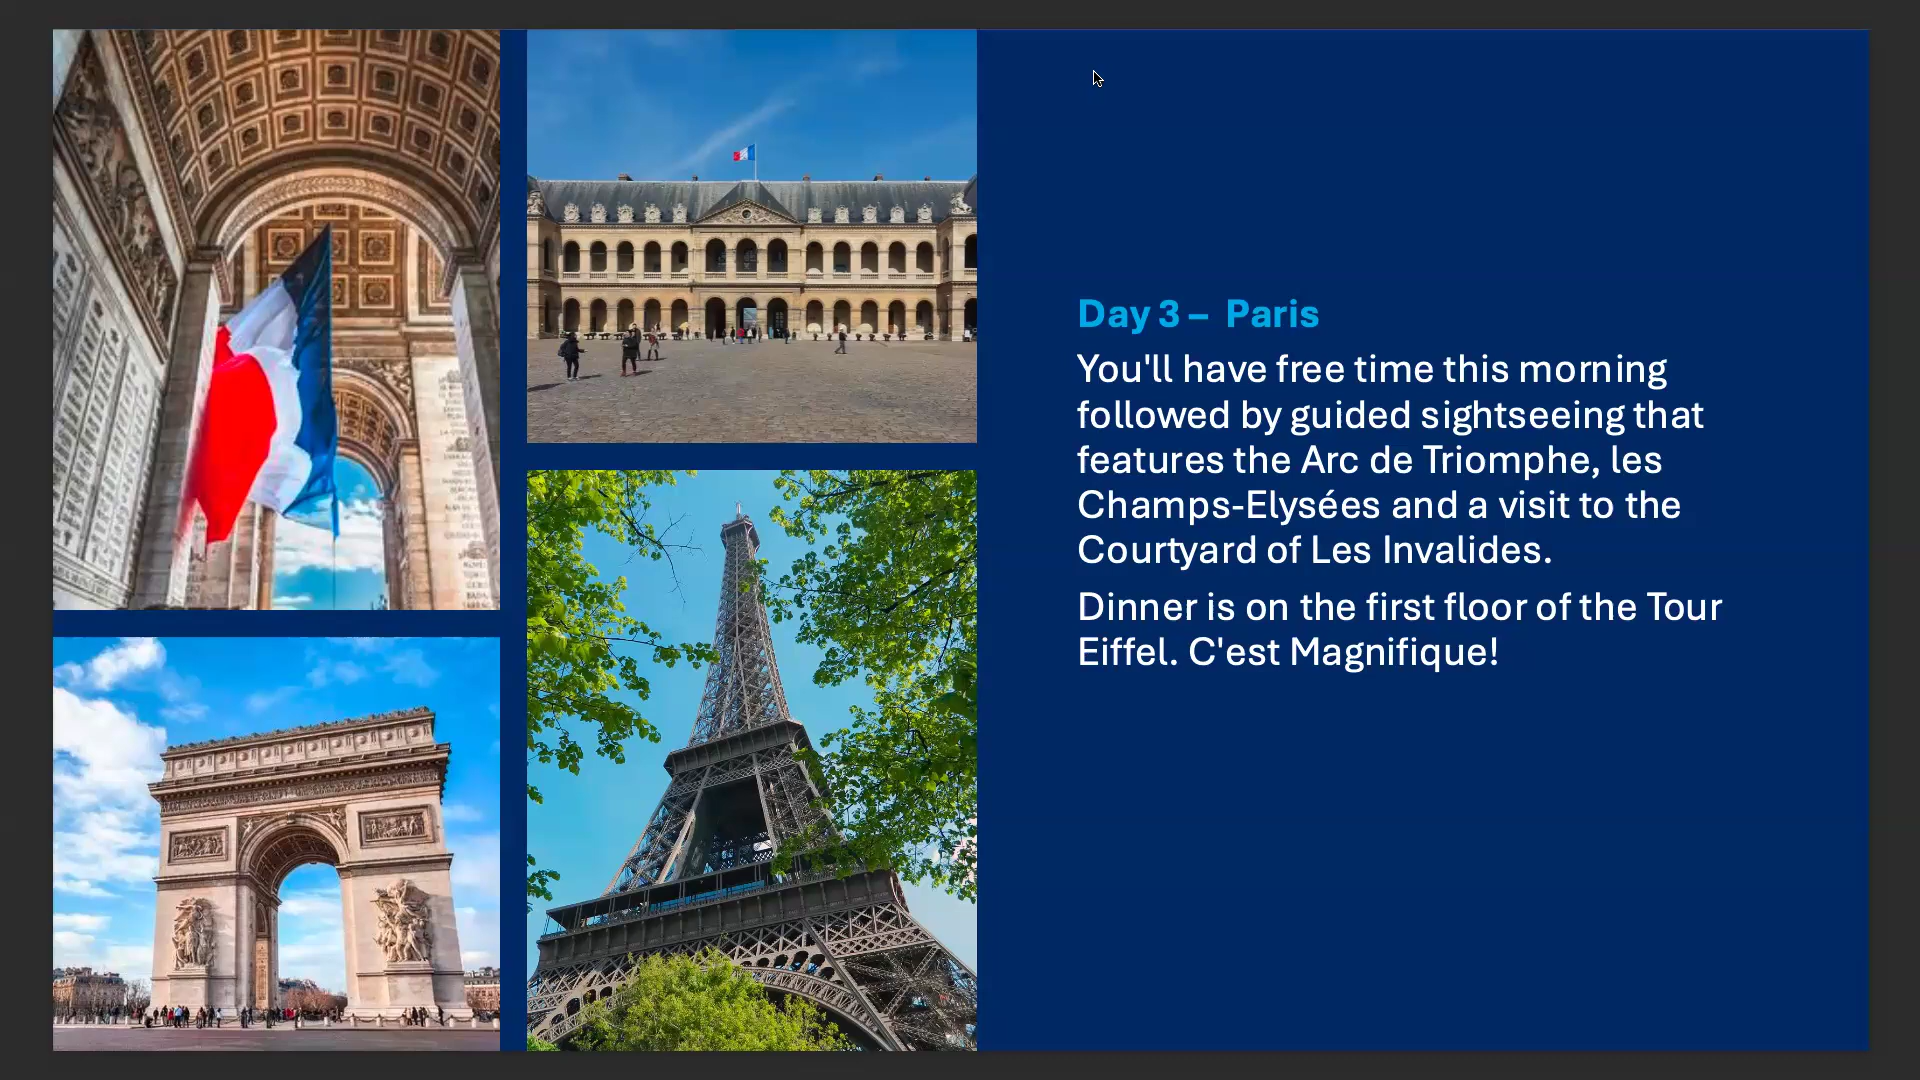 Day 3 – Paris
You'll have free time this morning
followed by guided sightseeing that
features the Arc de Triomphe, les
Champs-Elysées and a visit to the
Courtyard of Les Invalides.
Dinner is on the first floor of the Tour
Eiffel. C'est Magnifique!